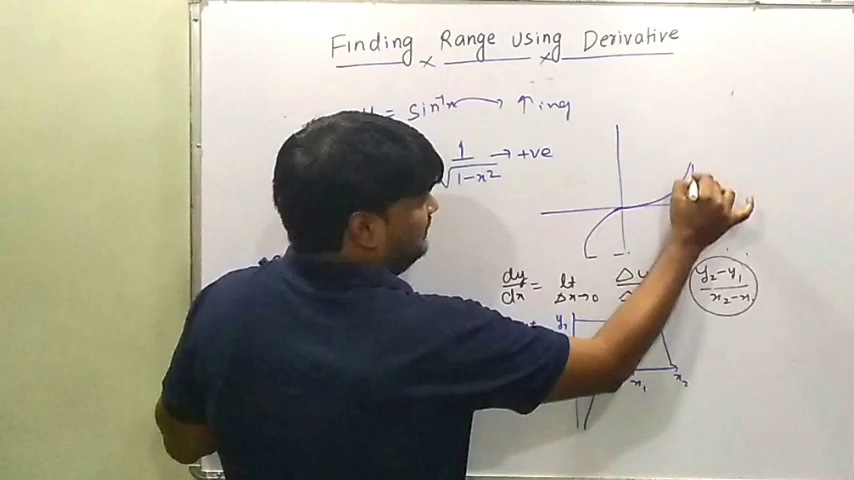 Finding Range using Derivative
= sin⁻¹x → ↑ing
1/√(1-x²) → +ve
dy/dx = lt Δx→0 y₂-y₁/x₂-x₁
y₂
x₁ x₂